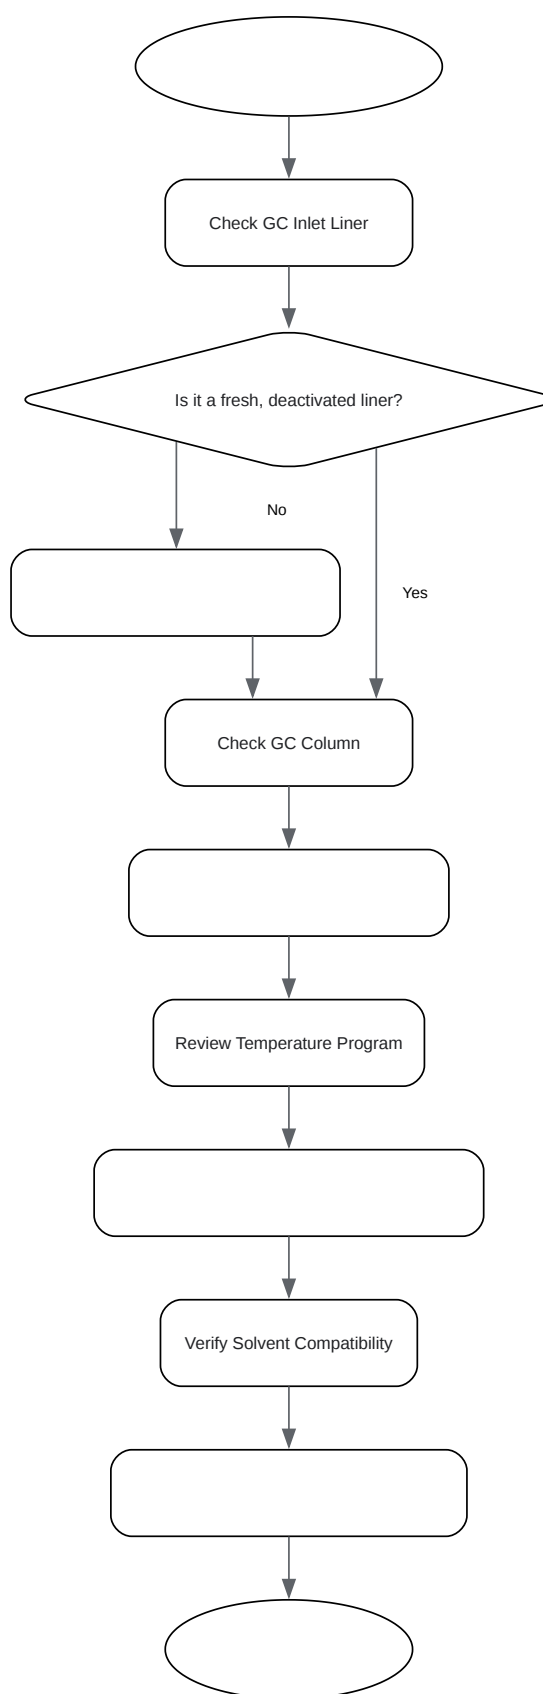 Check GC Inlet Liner
Is it a fresh, deactivated liner?
No
Yes
Check GC Column
Review Temperature Program
Verify Solvent Compatibility